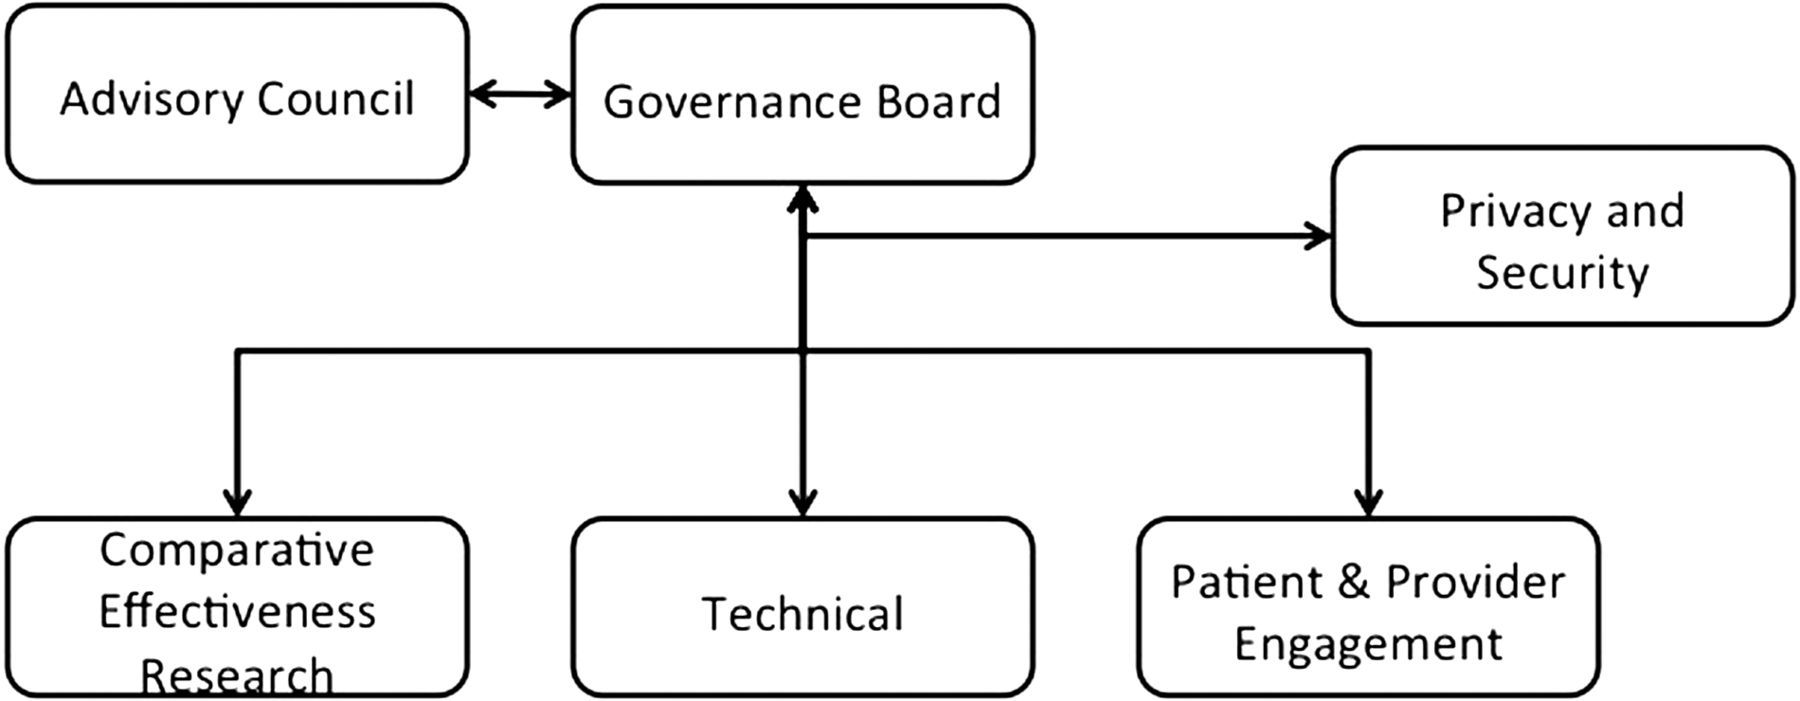 Advisory Council
Governance Board
Privacy and
Security
Comparative
Effectiveness
Research
Technical
Patient & Provider
Engagement